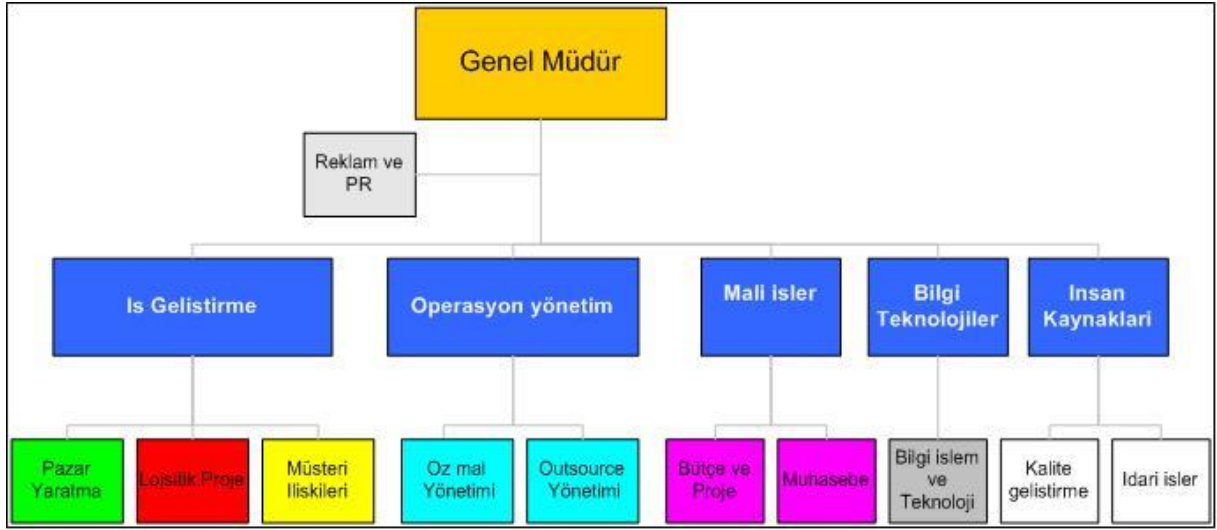 Genel Müdür
Reklam ve
PR
Is Gelistirme
Operasyon yönetim
Mali isler
Bilgi
Teknolojiler
Insan
Kaynaklari
Pazar
Yaratma
Loisitik Proje
Müsteri
Iliskileri
Oz mal
Yönetimi
Outsource
Yönetimi
Bütçe ve
Proje
Muhasebe
Bilgi islem
ve
Teknoloji
Kalite
gelistirme
Idari isler